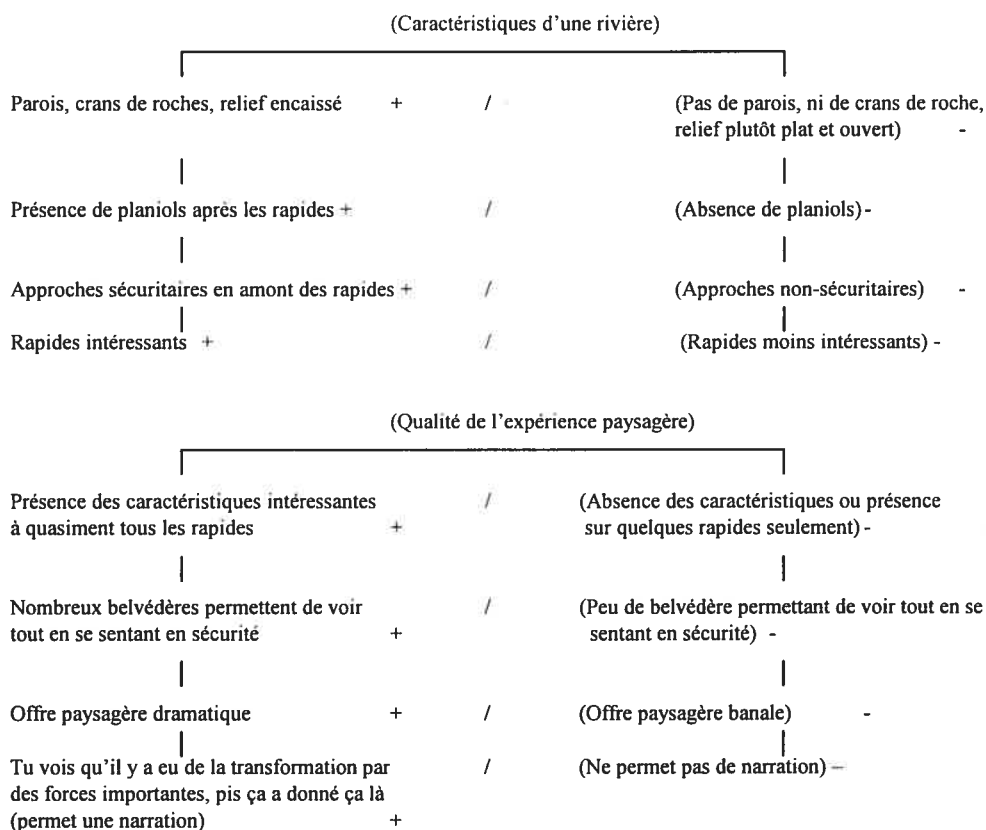 (Caractéristiques d'une rivière)
Parois, crans de roches, relief encaissé + / (Pas de parois, ni de crans de roche,
relief plutôt plat et ouvert) -
Présence de planiols après les rapides + / (Absence de planiols) -
Approches sécuritaires en amont des rapides + / (Approches non-sécuritaires) -
Rapides intéressants + / (Rapides moins intéressants) -
(Qualité de l'expérience paysagère)
Présence des caractéristiques intéressantes / (Absence des caractéristiques ou présence
à quasiment tous les rapides + sur quelques rapides seulement) -
Nombreux belvédères permettent de voir / (Peu de belvédère permettant de voir tout en se
tout en se sentant en sécurité + sentant en sécurité) -
Offre paysagère dramatique + / (Offre paysagère banale) -
Tu vois qu'il y a eu de la transformation par / (Ne permet pas de narration) –
des forces importantes, pis ça a donné ça là
(permet une narration) +